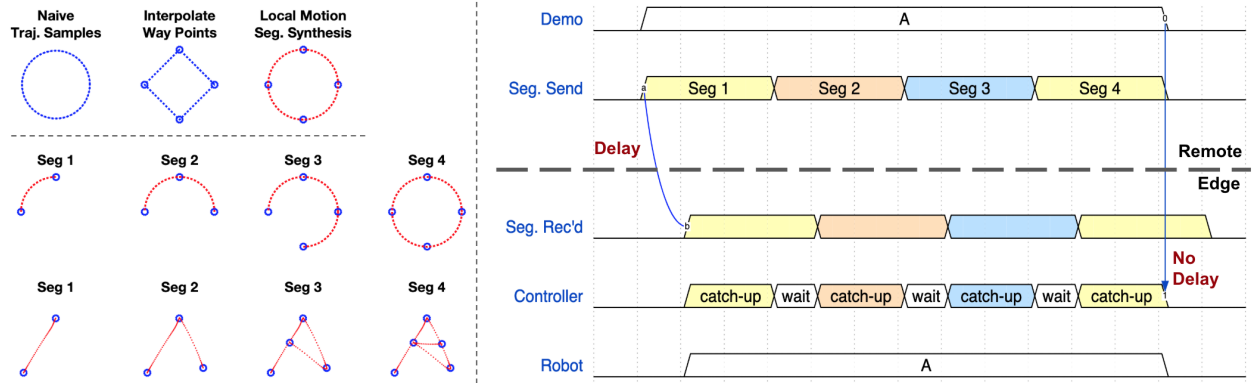 Naive
Traj. Samples
Interpolate
Way Points
Local Motion
Seg. Synthesis
Seg 1
Seg 2
Seg 3
Seg 4
Seg 1
Seg 2
Seg 3
Seg 4
Demo
A
Seg. Send
a
Seg 1
Seg 2
Seg 3
Seg 4
Delay
Remote
Edge
Seg. Rec'd
b
No
Delay
Controller
catch-up
wait
catch-up
wait
catch-up
wait
catch-up
Robot
A